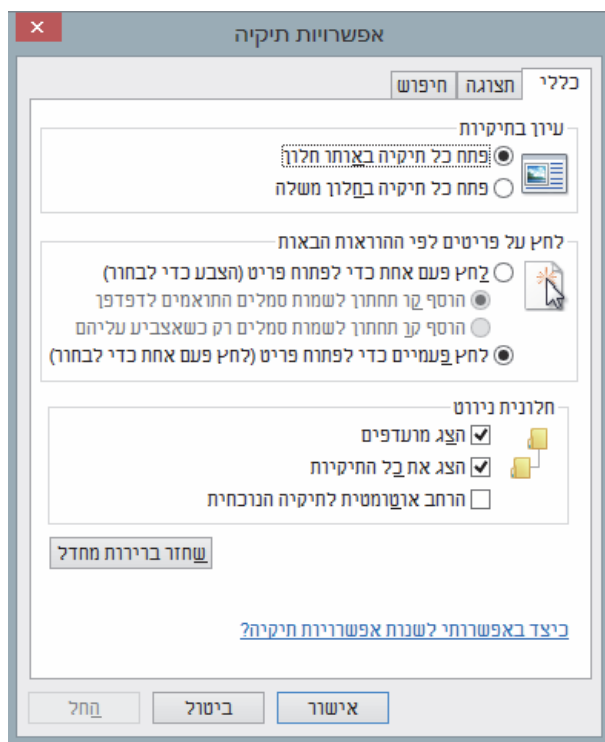 אפשרויות תיקיה
כללי תצוגה חיפוש
עיון בתיקיות
פתח כל תיקיה באותו חלון
פתח כל תיקיה בחלון משלה
לחץ על פריטים לפי ההוראות הבאות
לחץ פעם אחת כדי לפתוח פריט (הצבע כדי לבחור)
הוסף קו תחתון לשמות סמלים התואמים לדפדפן
הוסף קו תחתון לשמות סמלים רק כשאצביע עליהם
לחץ פעמיים כדי לפתוח פריט (לחץ פעם אחת כדי לבחור)
חלונית ניווט
הצג מועדפים
הצג את כל התיקיות
הרחב אוטומטית לתיקיה הנוכחית
שחזר ברירות מחדל
כיצד באפשרותי לשנות אפשרויות תיקיה?
אישור ביטול החל